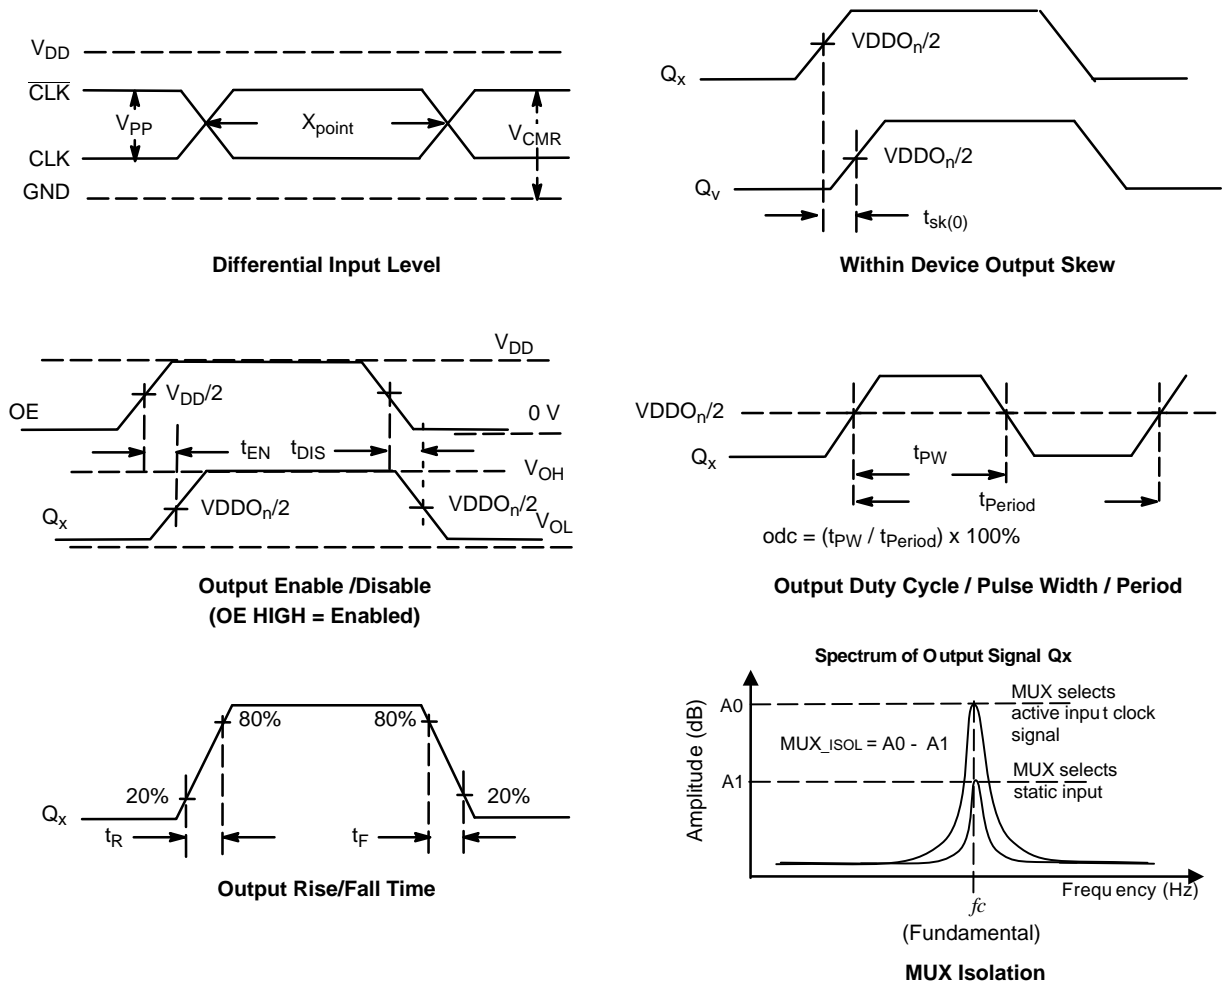 V_DD
CLK
V_PP
X_point
V_CMR
CLK
GND
Differential Input Level
VDDO_n/2
Q_x
VDDO_n/2
Q_v
t_sk(0)
Within Device Output Skew
V_DD
V_DD/2
OE
0 V
t_EN
t_DIS
V_OH
Q_x
VDDO_n/2
VDDO_n/2
V_OL
Output Enable /Disable
(OE HIGH = Enabled)
VDDO_n/2
Q_x
t_PW
t_Period
odc = (t_PW / t_Period) x 100%
Output Duty Cycle / Pulse Width / Period
80%
80%
20%
20%
Q_x
t_R
t_F
Output Rise/Fall Time
Spectrum of Output Signal Qx
Amplitude (dB)
A0
MUX selects
active input clock
signal
MUX_ISOL = A0 - A1
A1
MUX selects
static input
Frequency (Hz)
fc
(Fundamental)
MUX Isolation